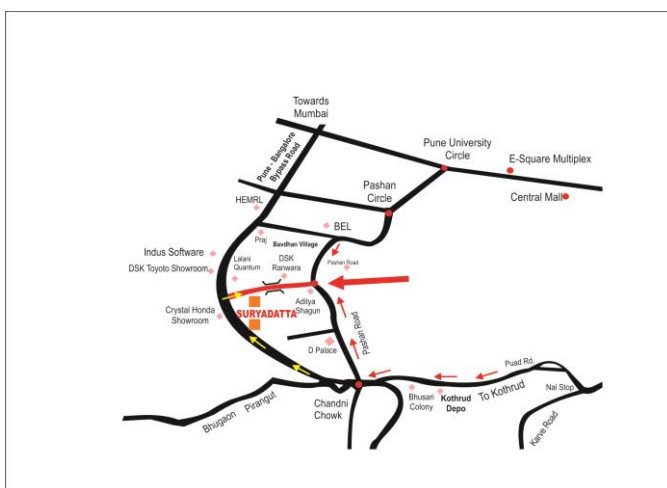 Towards
Mumbai
Pune - Bangalore
Bypass Road
Pune University
Circle
E-Square Multiplex
Central Mall
Pashan
Circle
HEMRL
BEL
Praj
Bavdhan Village
Indus Software
Lalani
Quantum
DSK
Ranwara
Pashan Road
DSK Toyoto Showroom
Crystal Honda
Showroom
SURYADATTA
Aditya
Shagun
Pashan Road
D Palace
Puad Rd.
To Kothrud
Nal Stop
Bhusari
Colony
Kothrud
Depo
Chandni
Chowk
Bhugaon Pirangut
Karve Road